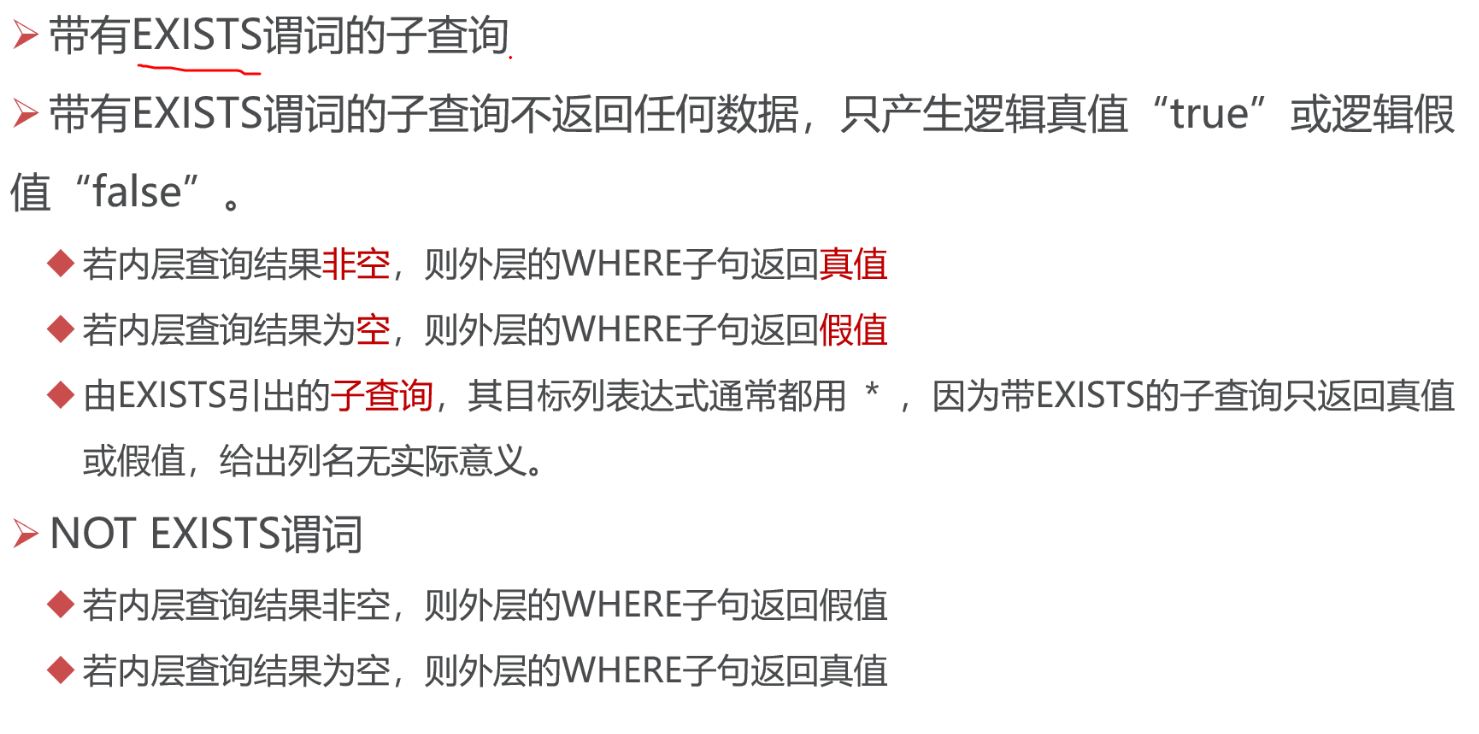 带有EXISTS谓词的子查询
带有EXISTS谓词的子查询不返回任何数据，只产生逻辑真值“true”或逻辑假
值“false”。
若内层查询结果非空，则外层的WHERE子句返回真值
若内层查询结果为空，则外层的WHERE子句返回假值
由EXISTS引出的子查询，其目标列表达式通常都用 * ，因为带EXISTS的子查询只返回真值
或假值，给出列名无实际意义。
NOT EXISTS谓词
若内层查询结果非空，则外层的WHERE子句返回假值
若内层查询结果为空，则外层的WHERE子句返回真值